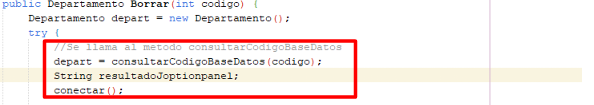 public Departamento Borrar(int codigo) {
Departamento depart = new Departamento();
try {
//Se llama al metodo consultarCodigoBaseDatos
depart = consultarCodigoBaseDatos(codigo);
String resultadoJoptionpanel;
conectar();